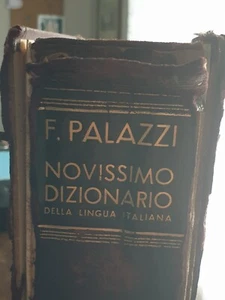 F. PALAZZI
NOVISSIMO
DIZIONARIO
DELLA LINGUA ITALIANA